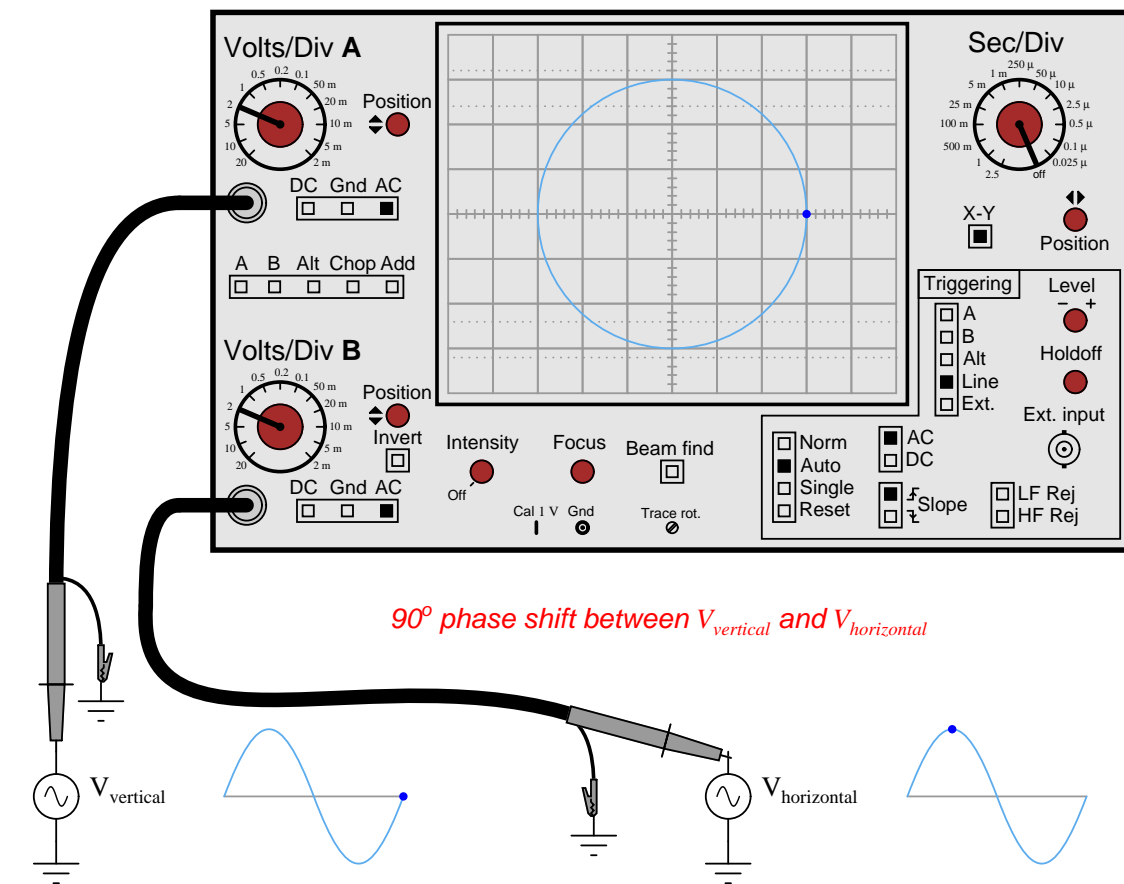 Volts/Div A
2 1 0.5 0.2 0.1 50 m 20 m 10 m 5 m 2 m 5 10 20
Position
DC Gnd AC
A B Alt Chop Add
Volts/Div B
2 1 0.5 0.2 0.1 50 m 20 m 10 m 5 m 2 m 5 10 20
Position
Invert
DC Gnd AC
Intensity
Off
Focus
Beam find
Cal 1 V Gnd
Trace rot.
Sec/Div
250 μ 50 μ 10 μ 2.5 μ 0.5 μ 0.1 μ 0.025 μ off
1 m 5 m 25 m 100 m 500 m 1 2.5
X-Y
Position
Triggering
A
B
Alt
Line
Ext.
Level
- +
Holdoff
Ext. input
Norm
Auto
Single
Reset
AC
DC
Slope
LF Rej
HF Rej
90o phase shift between Vvertical and Vhorizontal
Vvertical
Vhorizontal